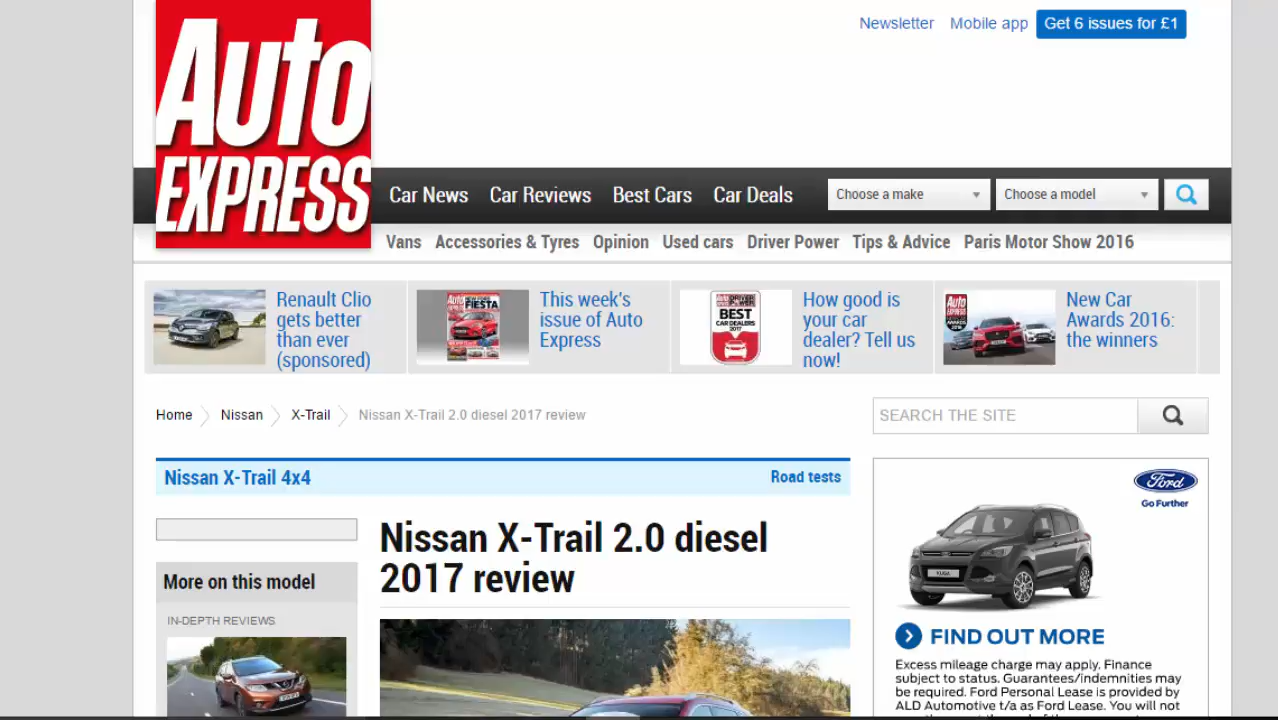 Auto
EXPRESS
Newsletter Mobile app Get 6 issues for £1
Car News Car Reviews Best Cars Car Deals Choose a make Choose a model
Vans Accessories & Tyres Opinion Used cars Driver Power Tips & Advice Paris Motor Show 2016
Renault Clio
gets better
than ever
(sponsored)
FIESTA
This week's
issue of Auto
Express
BEST
CAR DEALERS
2017
How good is
your car
dealer? Tell us
now!
New Car
Awards 2016:
the winners
Home Nissan X-Trail Nissan X-Trail 2.0 diesel 2017 review
SEARCH THE SITE
Nissan X-Trail 4x4 Road tests
Ford
Go Further
Nissan X-Trail 2.0 diesel
2017 review
More on this model
IN-DEPTH REVIEWS
KUGA
FIND OUT MORE
Excess mileage charge may apply. Finance
subject to status. Guarantees/indemnities may
be required. Ford Personal Lease is provided by
ALD Automotive t/a as Ford Lease. You will not